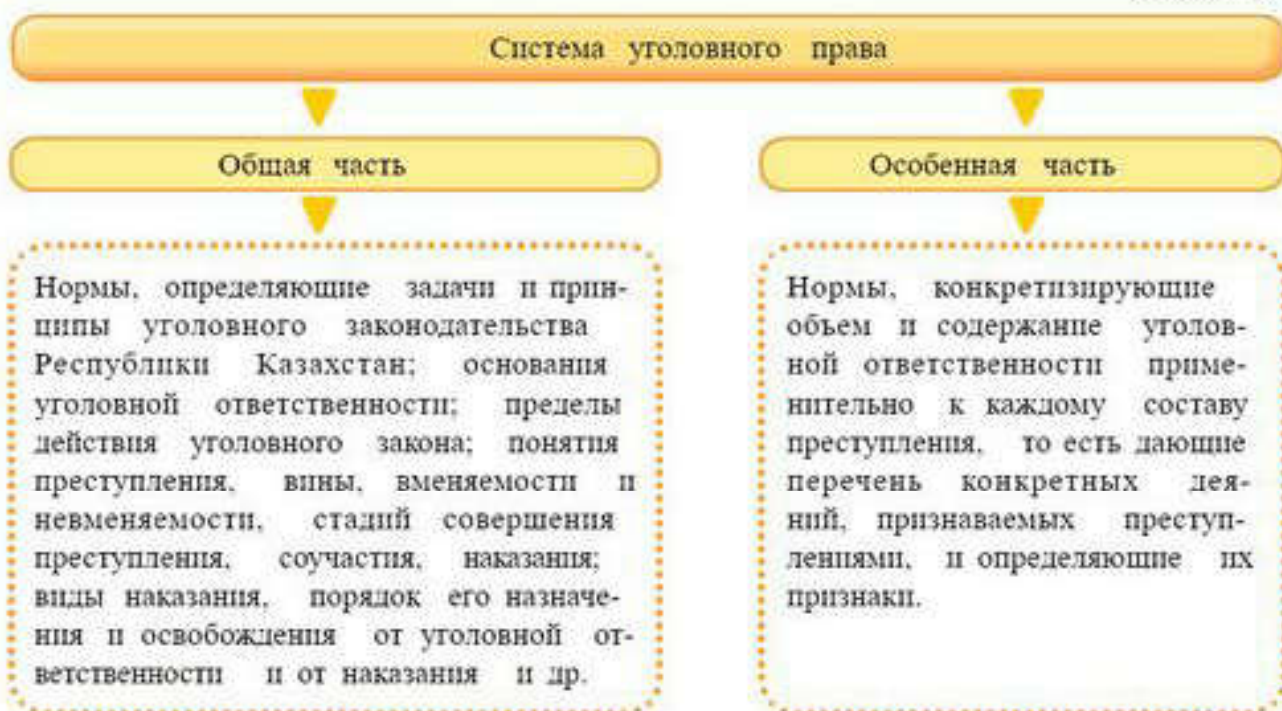 Система уголовного права
Общая часть
Нормы, определяющие задачи и прин-
ципы уголовного законодательства
Республики Казахстан; основания
уголовной ответственности; пределы
действия уголовного закона; понятия
преступления, вины, вменяемости и
невменяемости, стадий совершения
преступления, соучастия, наказания;
виды наказания, порядок его назначе-
ния и освобождения от уголовной от-
ветственности и от наказания и др.
Особенная часть
Нормы, конкретизирующие
объем и содержание уголов-
ной ответственности приме-
нительно к каждому составу
преступления, то есть дающие
перечень конкретных дея-
ний, признаваемых преступ-
лениями, и определяющие их
признаки.